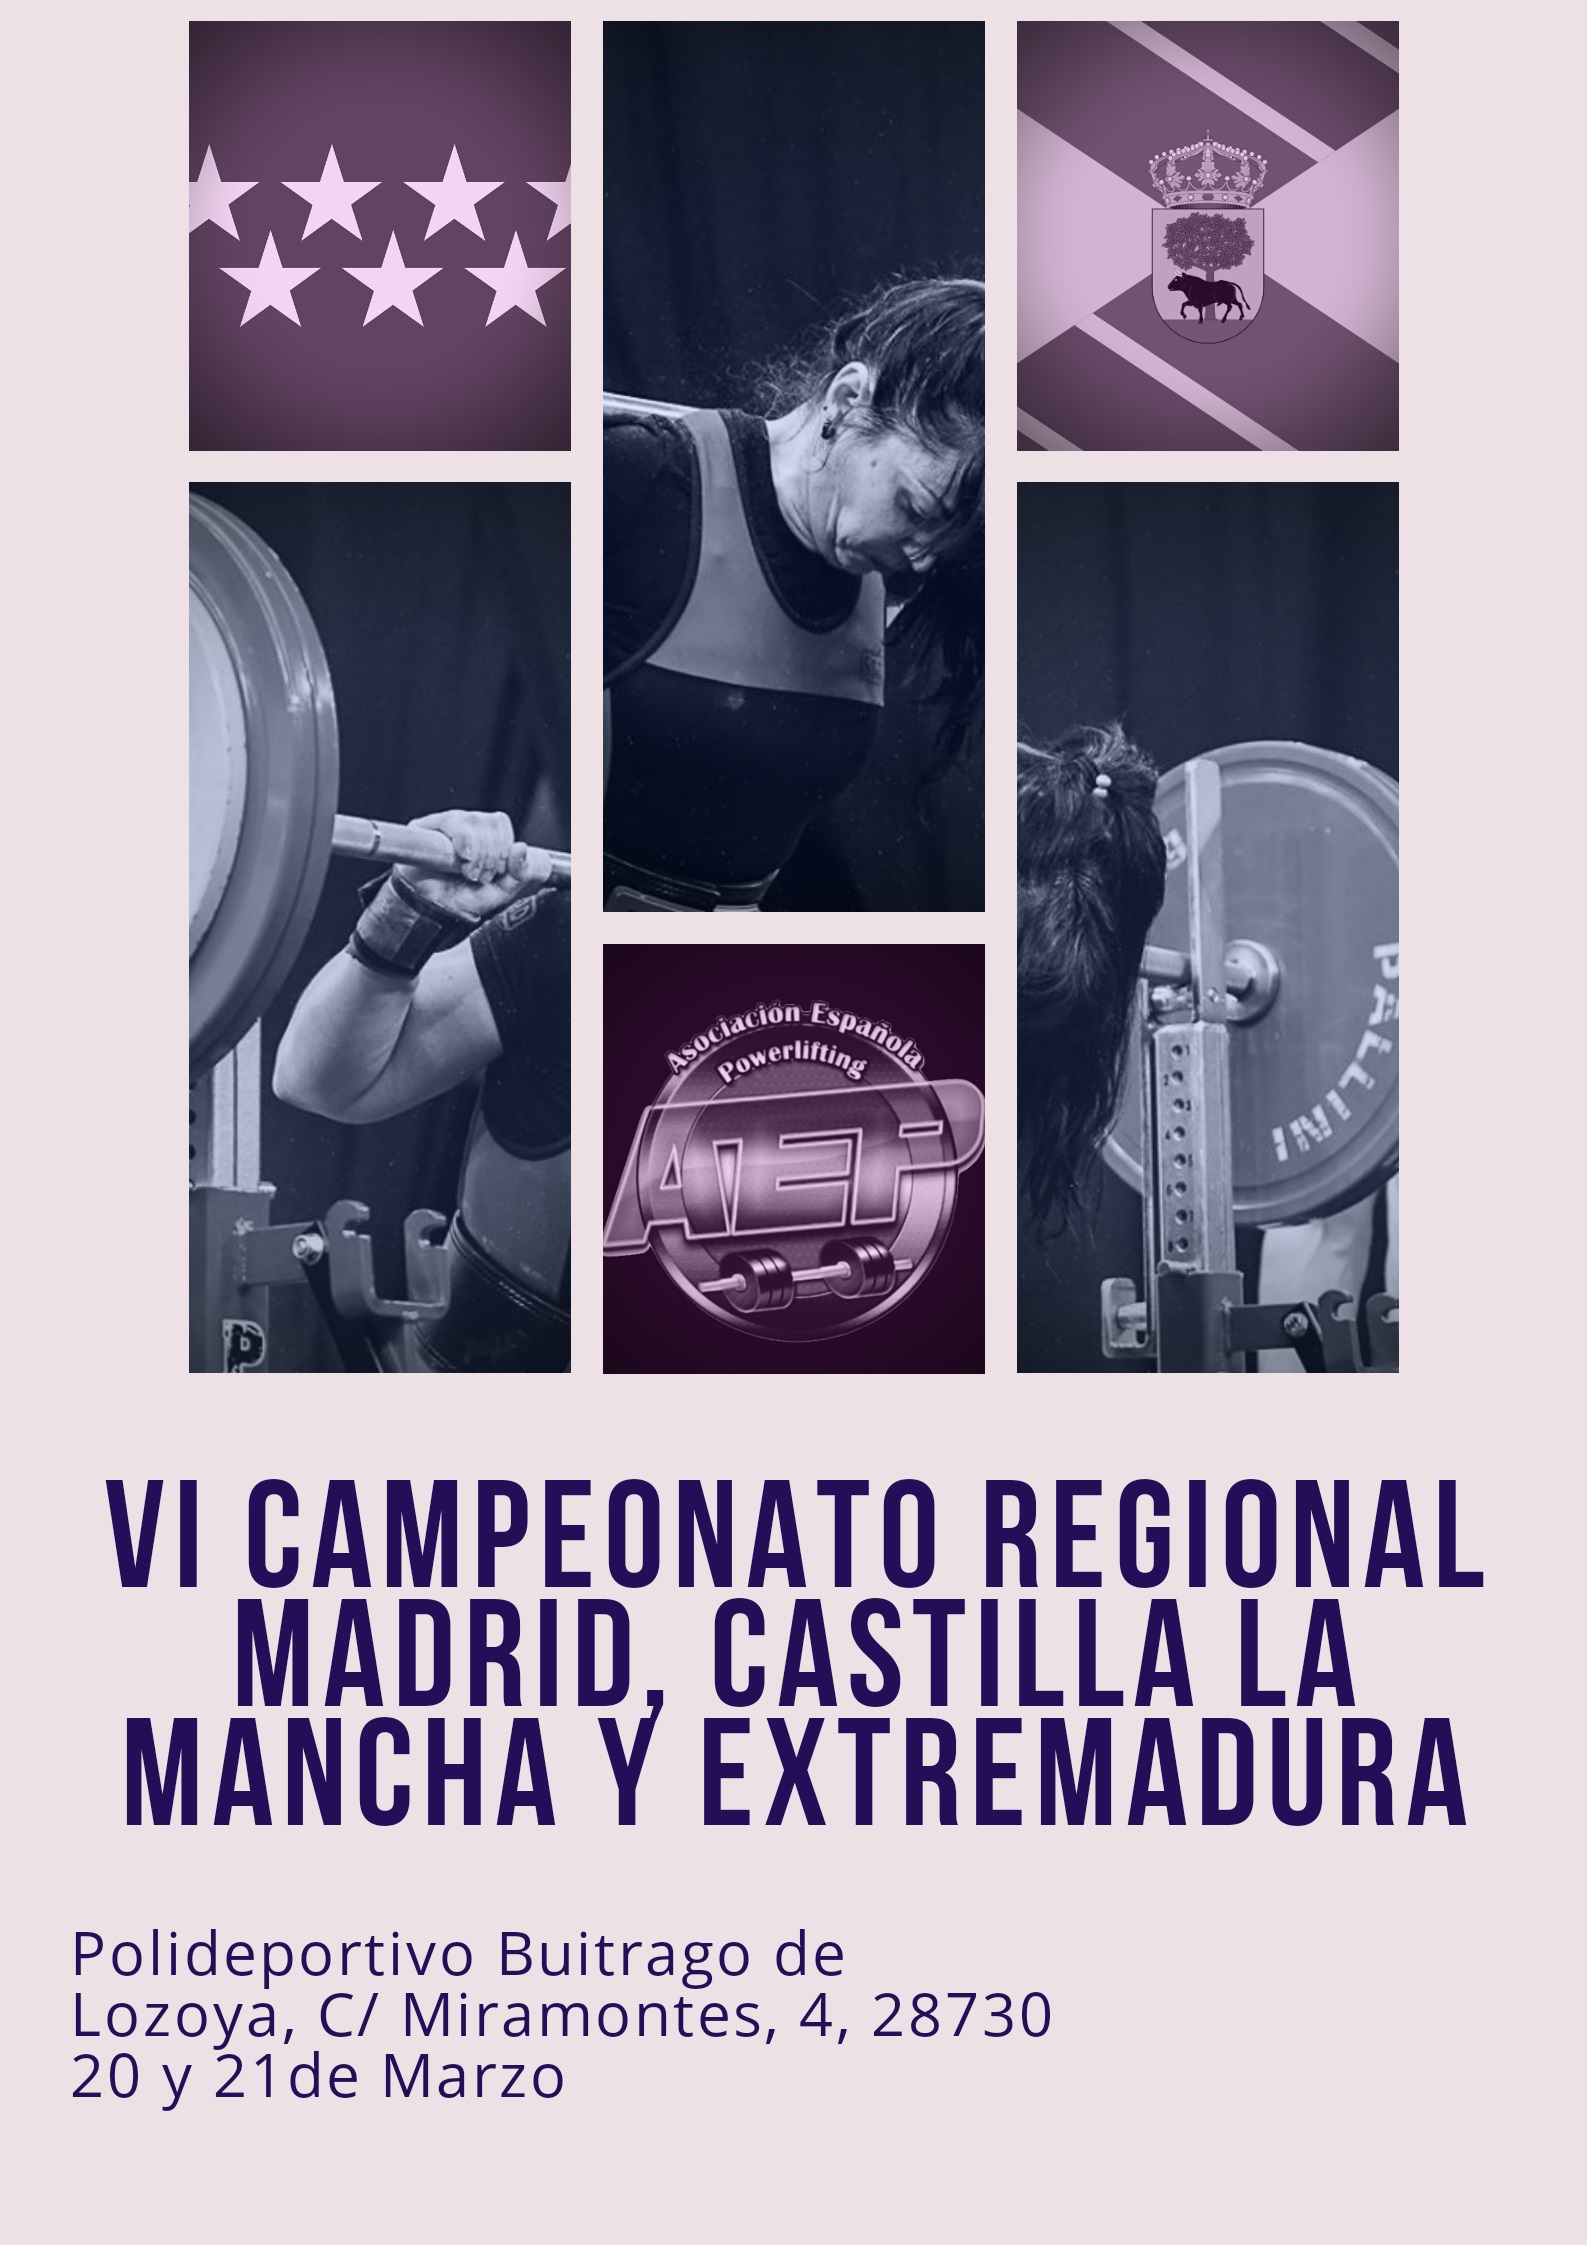 Asociación Española
Powerlifting
AEP
PALLINI
P
VI CAMPEONATO REGIONAL
MADRID, CASTILLA LA
MANCHA Y EXTREMADURA
Polideportivo Buitrago de
Lozoya, C/ Miramontes, 4, 28730
20 y 21de Marzo